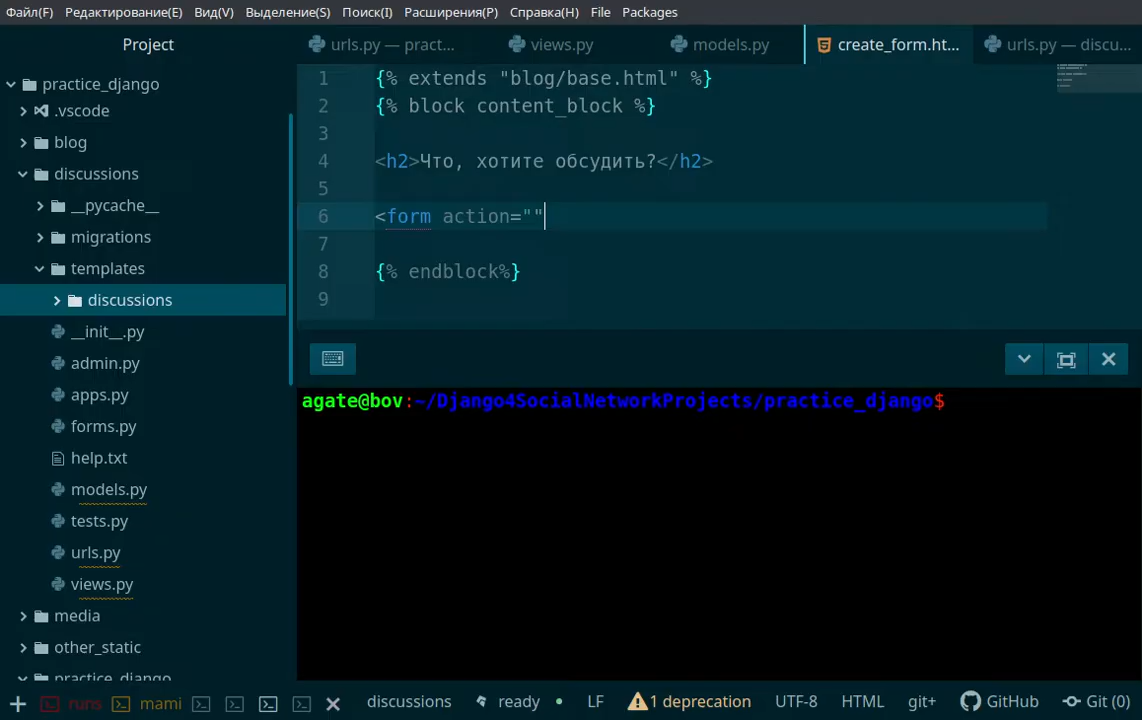 Файл(F) Редактирование(E) Вид(V) Выделение(S) Поиск(I) Расширения(P) Справка(H) File Packages
Project
urls.py — pract...
views.py
models.py
create_form.ht...
urls.py — discu...
practice_django
.vscode
blog
discussions
__pycache__
migrations
templates
discussions
__init__.py
admin.py
apps.py
forms.py
help.txt
models.py
tests.py
urls.py
views.py
media
other_static
practice_django
1 {% extends "blog/base.html" %}
2 {% block content_block %}
3
4 <h2>Что, хотите обсудить?</h2>
5
6 <form action=""
7
8 {% endblock%}
9
agate@bov:~/Django4SocialNetworkProjects/practice_django$
runs mami discussions ready LF 1 deprecation UTF-8 HTML git+ GitHub Git (0)